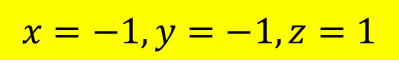 x = −1, y = −1, z = 1